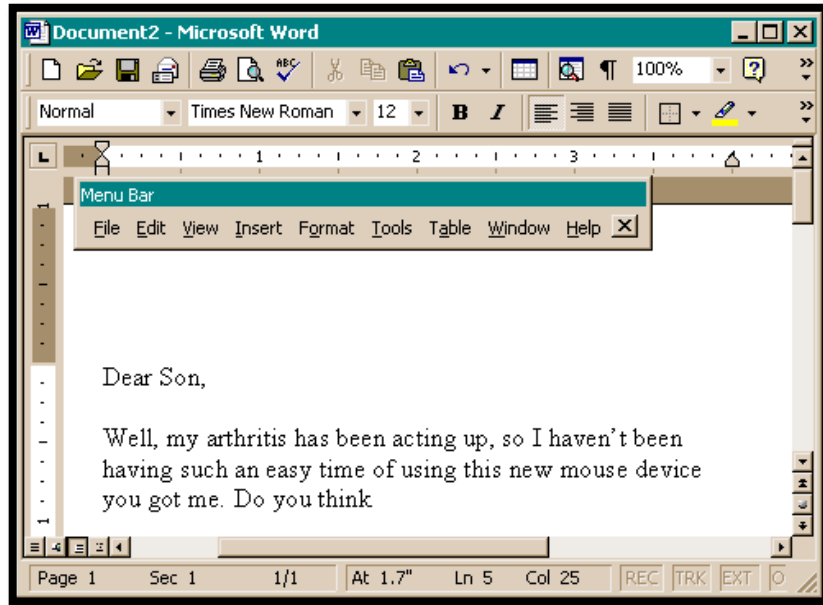 Document2 - Microsoft Word
ABC
100%
Normal Times New Roman 12 B I
1 2 3
Menu Bar
File Edit View Insert Format Tools Table Window Help
Dear Son,
Well, my arthritis has been acting up, so I haven't been
having such an easy time of using this new mouse device
you got me. Do you think
Page 1 Sec 1 1/1 At 1.7" Ln 5 Col 25 REC TRK EXT O